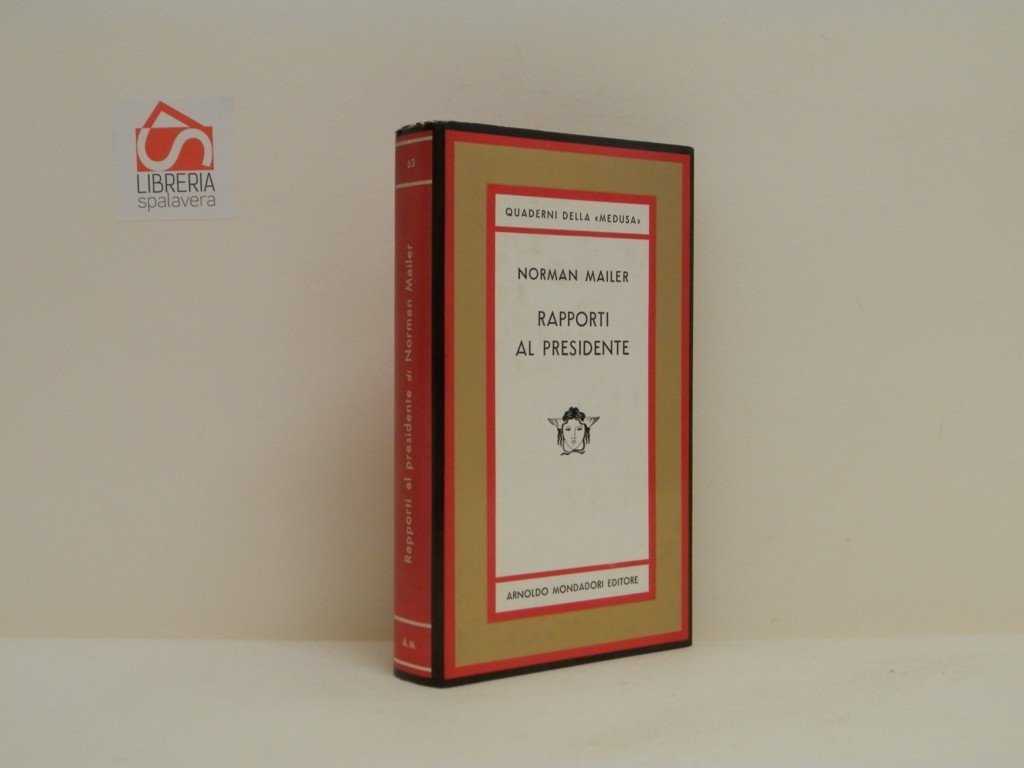 LIBRERIA
spalavera
63
Rapporti al presidente di Norman Mailer
A.M.
QUADERNI DELLA «MEDUSA»
NORMAN MAILER
RAPPORTI
AL PRESIDENTE
ARNOLDO MONDADORI EDITORE